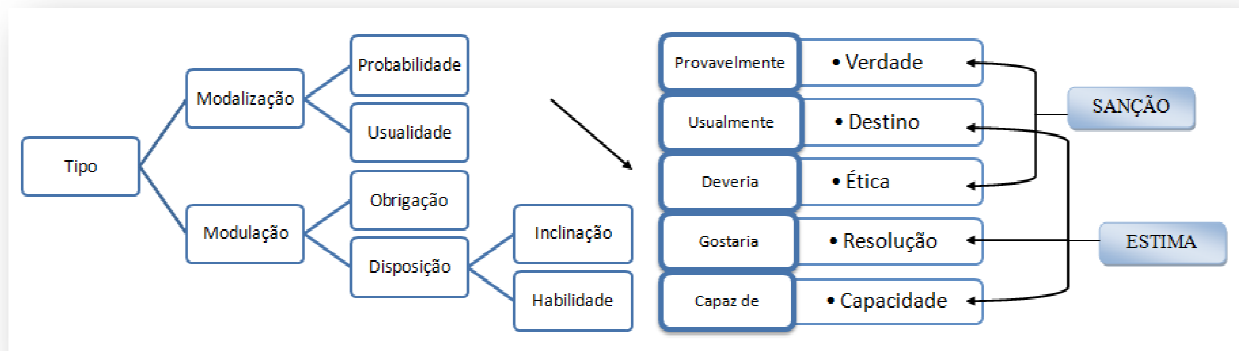 Tipo
Modalização
Modulação
Probabilidade
Usualidade
Obrigação
Disposição
Inclinação
Habilidade
Provavelmente
• Verdade
Usualmente
• Destino
Deveria
• Ética
Gostaria
• Resolução
Capaz de
• Capacidade
SANÇÃO
ESTIMA